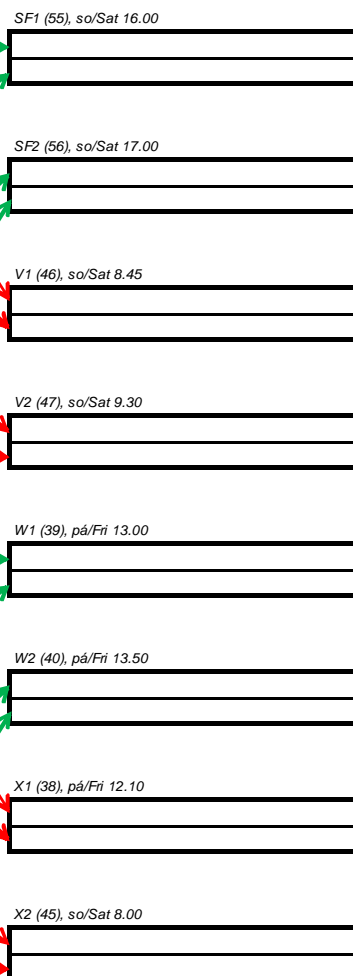 SF1 (55), so/Sat 16.00
SF2 (56), so/Sat 17.00
V1 (46), so/Sat 8.45
V2 (47), so/Sat 9.30
W1 (39), pá/Fri 13.00
W2 (40), pá/Fri 13.50
X1 (38), pá/Fri 12.10
X2 (45), so/Sat 8.00